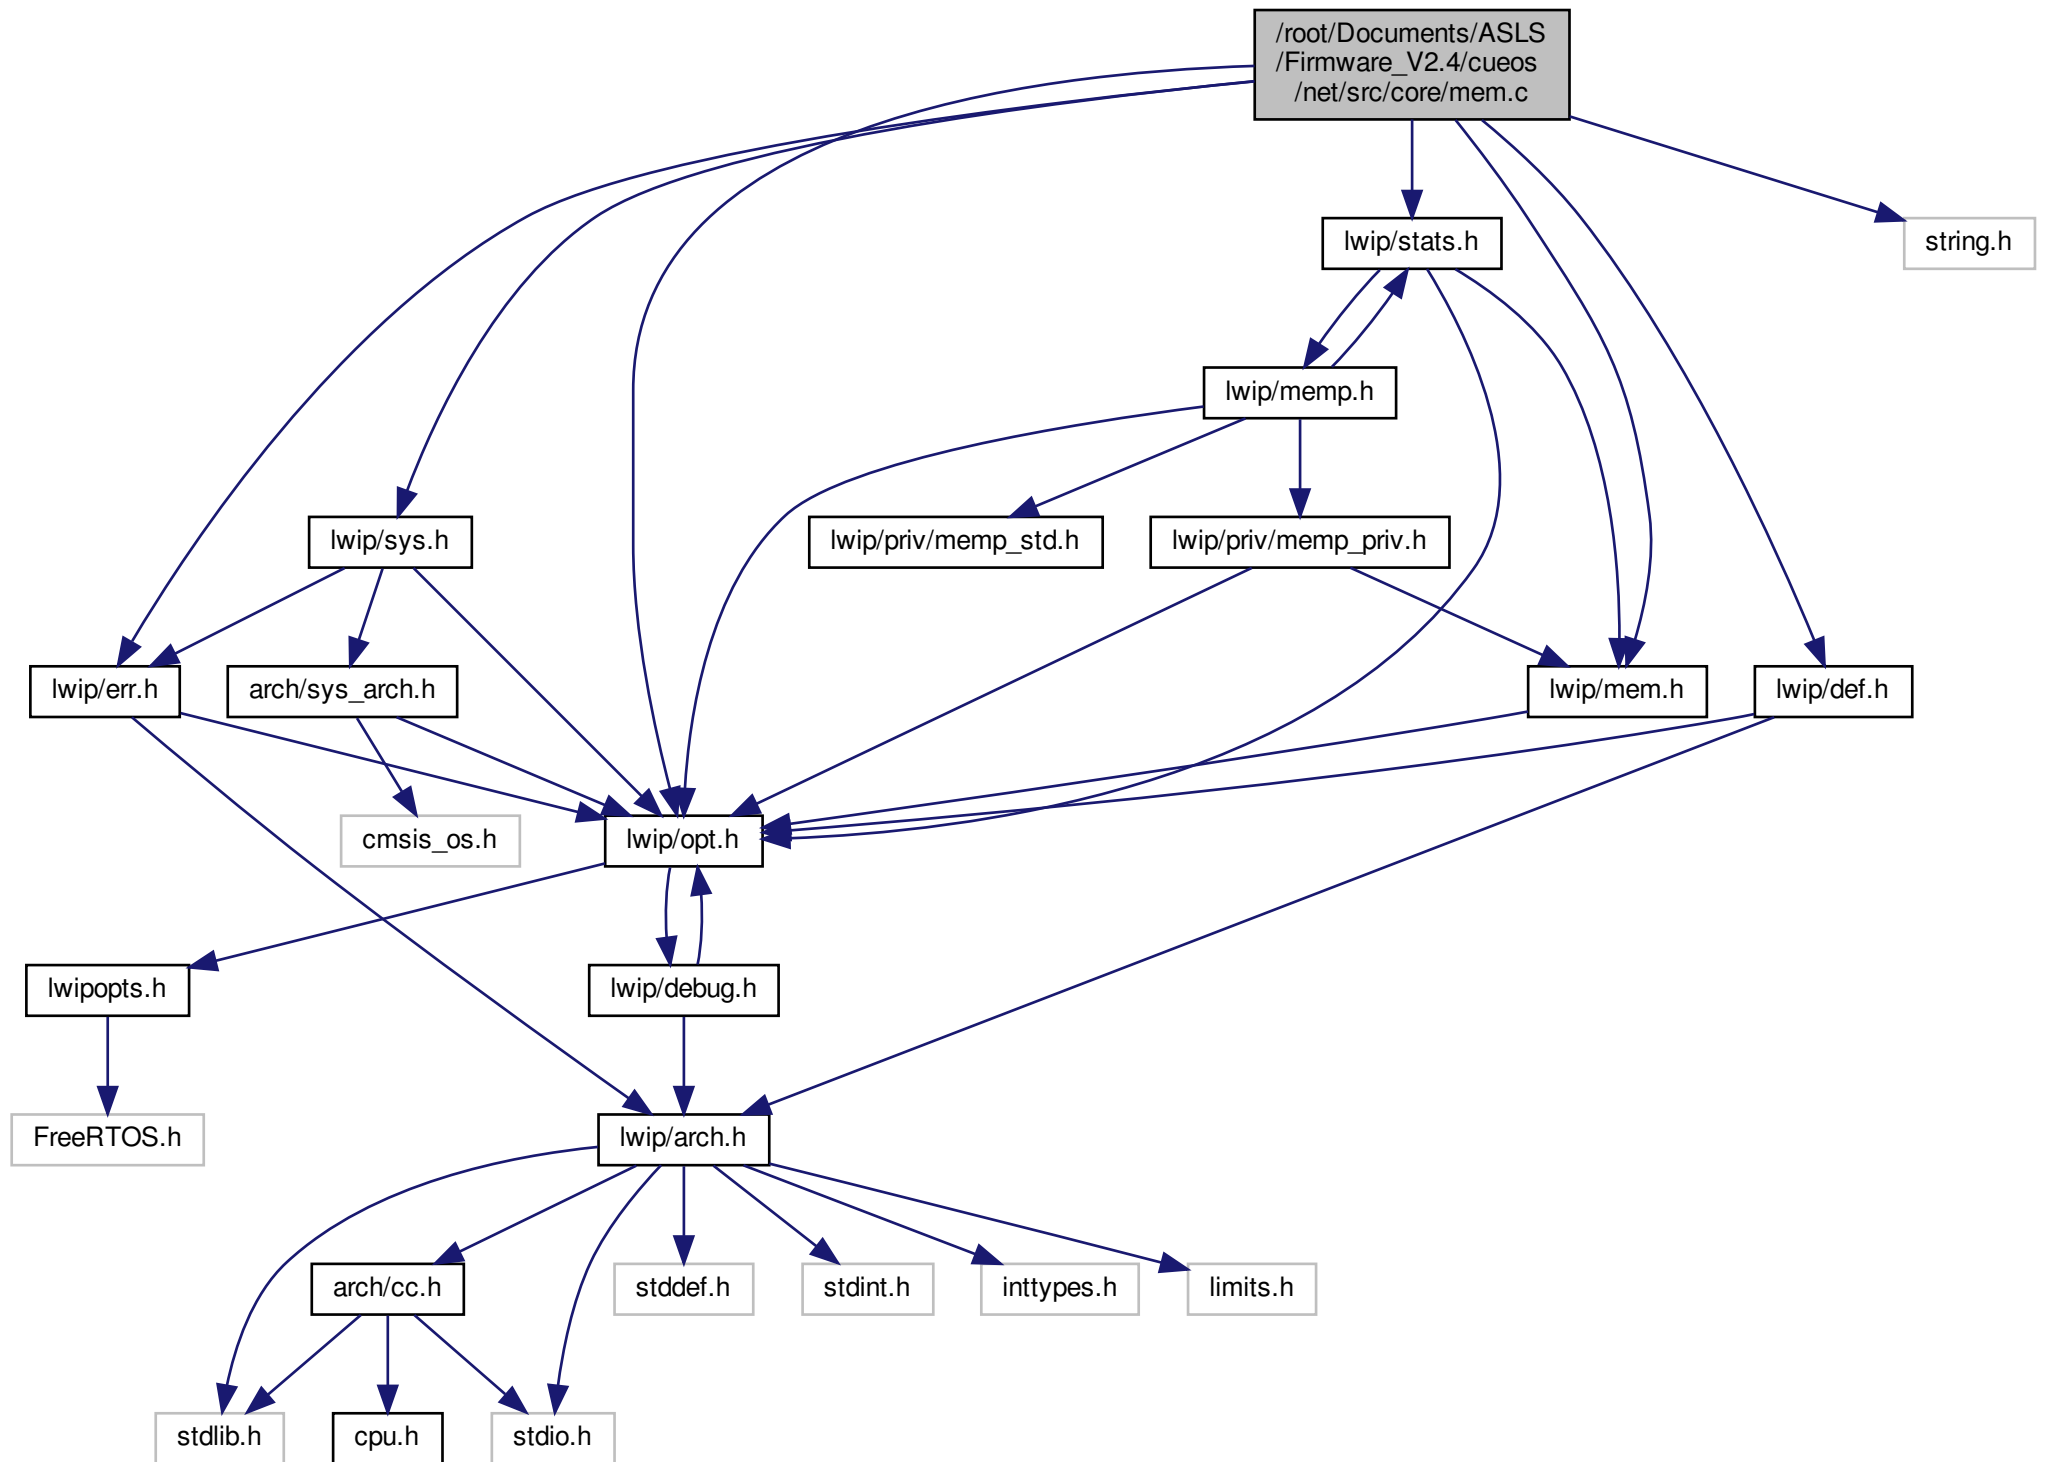 /root/Documents/ASLS
/Firmware_V2.4/cueos
/net/src/core/mem.c
lwip/stats.h
string.h
lwip/memp.h
lwip/sys.h
lwip/priv/memp_std.h
lwip/priv/memp_priv.h
lwip/err.h
arch/sys_arch.h
lwip/mem.h
lwip/def.h
cmsis_os.h
lwip/opt.h
lwipopts.h
lwip/debug.h
FreeRTOS.h
lwip/arch.h
arch/cc.h
stddef.h
stdint.h
inttypes.h
limits.h
stdlib.h
cpu.h
stdio.h